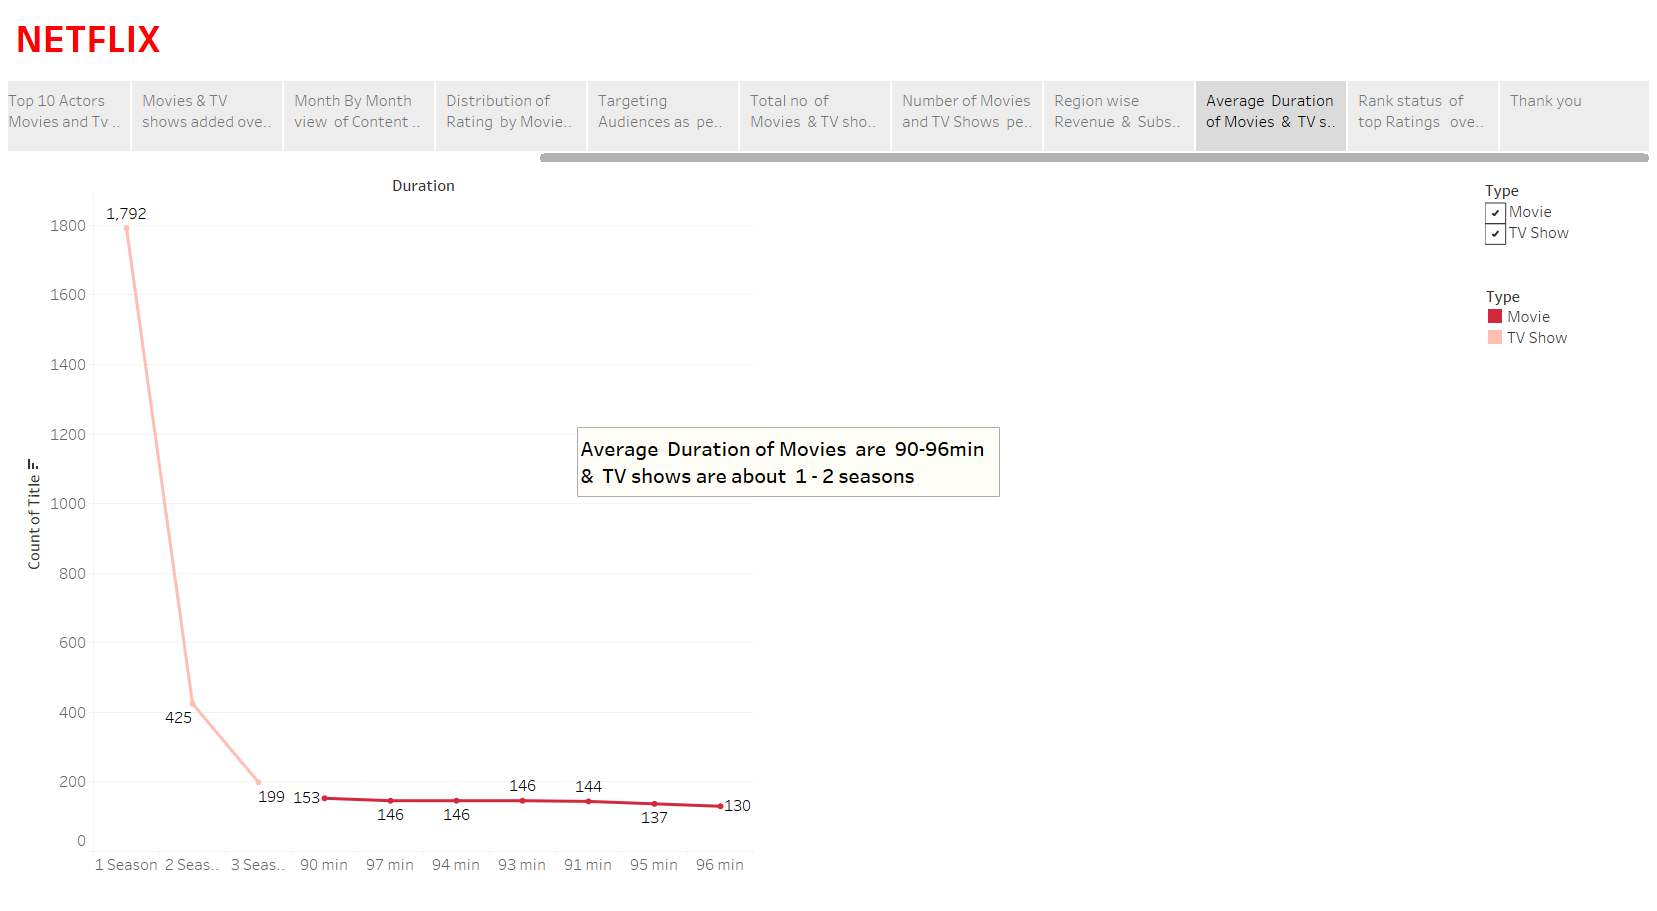 NETFLIX
Top 10 Actors
Movies and Tv ..
Movies & TV
shows added ove..
Month By Month
view of Content ..
Distribution of
Rating by Movie..
Targeting
Audiences as pe..
Total no of
Movies & TV sho..
Number of Movies
and TV Shows pe..
Region wise
Revenue & Subs..
Average Duration
of Movies & TV s..
Rank status of
top Ratings ove..
Thank you
Duration
Type
Movie
TV Show
Type
Movie
TV Show
Count of Title
1800
1600
1400
1200
1000
800
600
400
200
0
1,792
425
199
153
146
146
146
144
137
130
Average Duration of Movies are 90-96min
& TV shows are about 1 - 2 seasons
1 Season
2 Seas..
3 Seas..
90 min
97 min
94 min
93 min
91 min
95 min
96 min